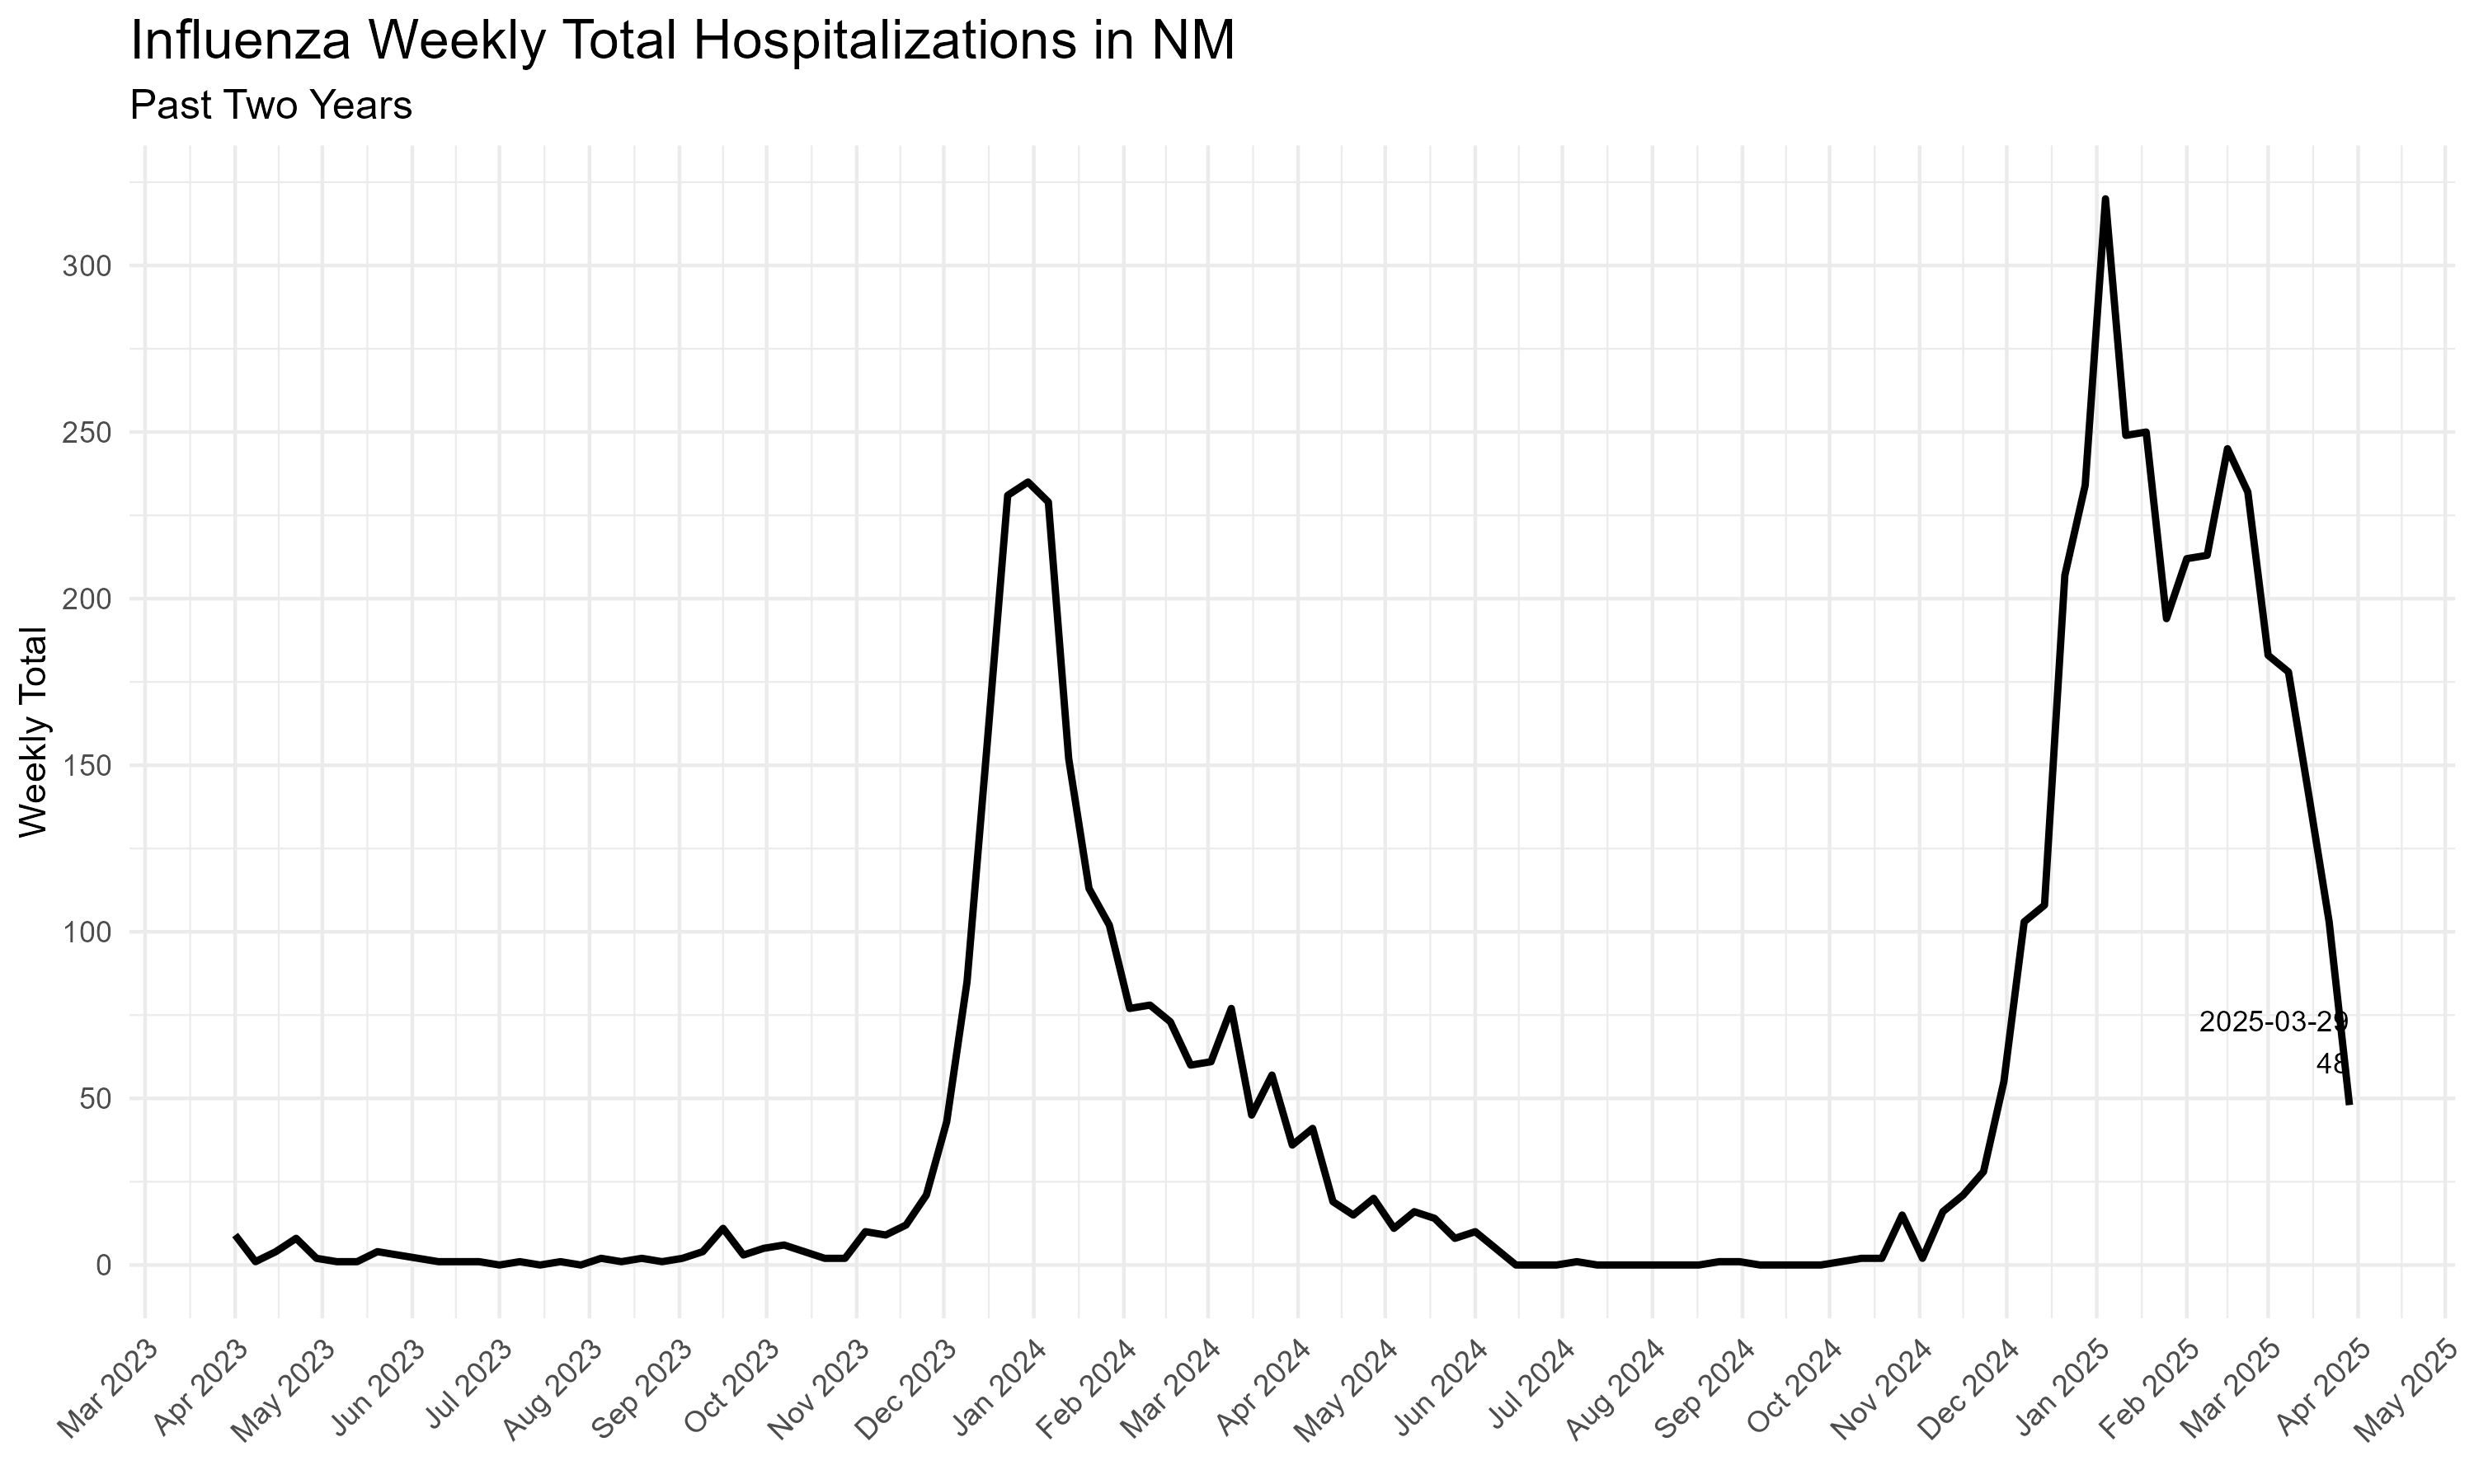 Influenza Weekly Total Hospitalizations in NM
Past Two Years
Weekly Total
300
250
200
150
100
50
0
2025-03-29
48
Mar 2023
Apr 2023
May 2023
Jun 2023
Jul 2023
Aug 2023
Sep 2023
Oct 2023
Nov 2023
Dec 2023
Jan 2024
Feb 2024
Mar 2024
Apr 2024
May 2024
Jun 2024
Jul 2024
Aug 2024
Sep 2024
Oct 2024
Nov 2024
Dec 2024
Jan 2025
Feb 2025
Mar 2025
Apr 2025
May 2025